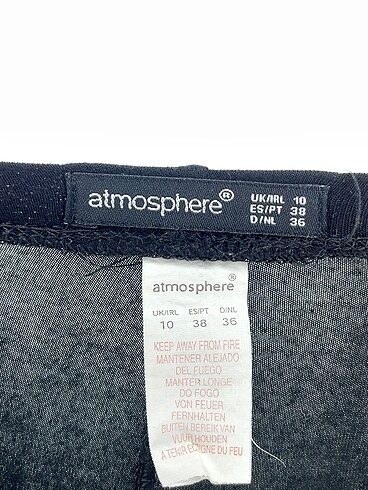 atmosphere®
UK/IRL 10
ES/PT 38
D/NL 36
atmosphere®
UK/IRL ES/PT D/NL
10 38 36
KEEP AWAY FROM FIRE
MANTENER ALEJADO
DEL FUEGO
MANTER LONGE
DO FOGO
VON FEUER
FERNHALTEN
BUITEN BEREIK VAN
VUUR HOUDEN
A TENIR ELOIGNE DU FEU